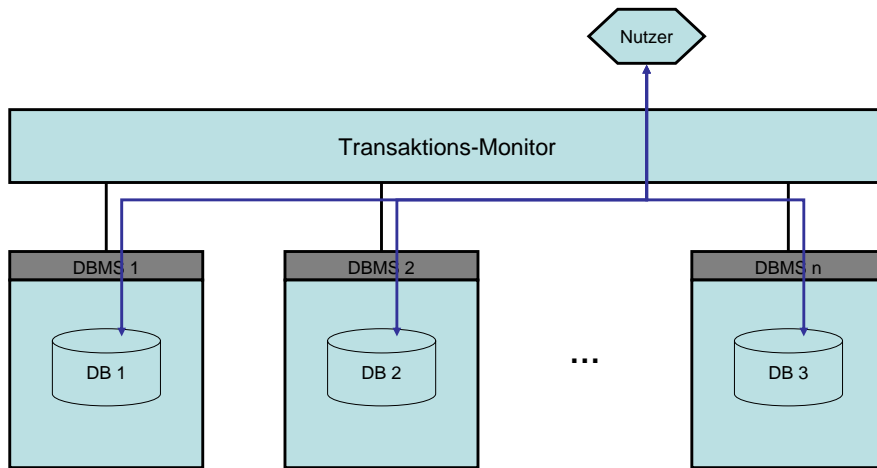 Nutzer
Transaktions-Monitor
DBMS 1
DBMS 2
DBMS n
DB 1
DB 2
...
DB 3